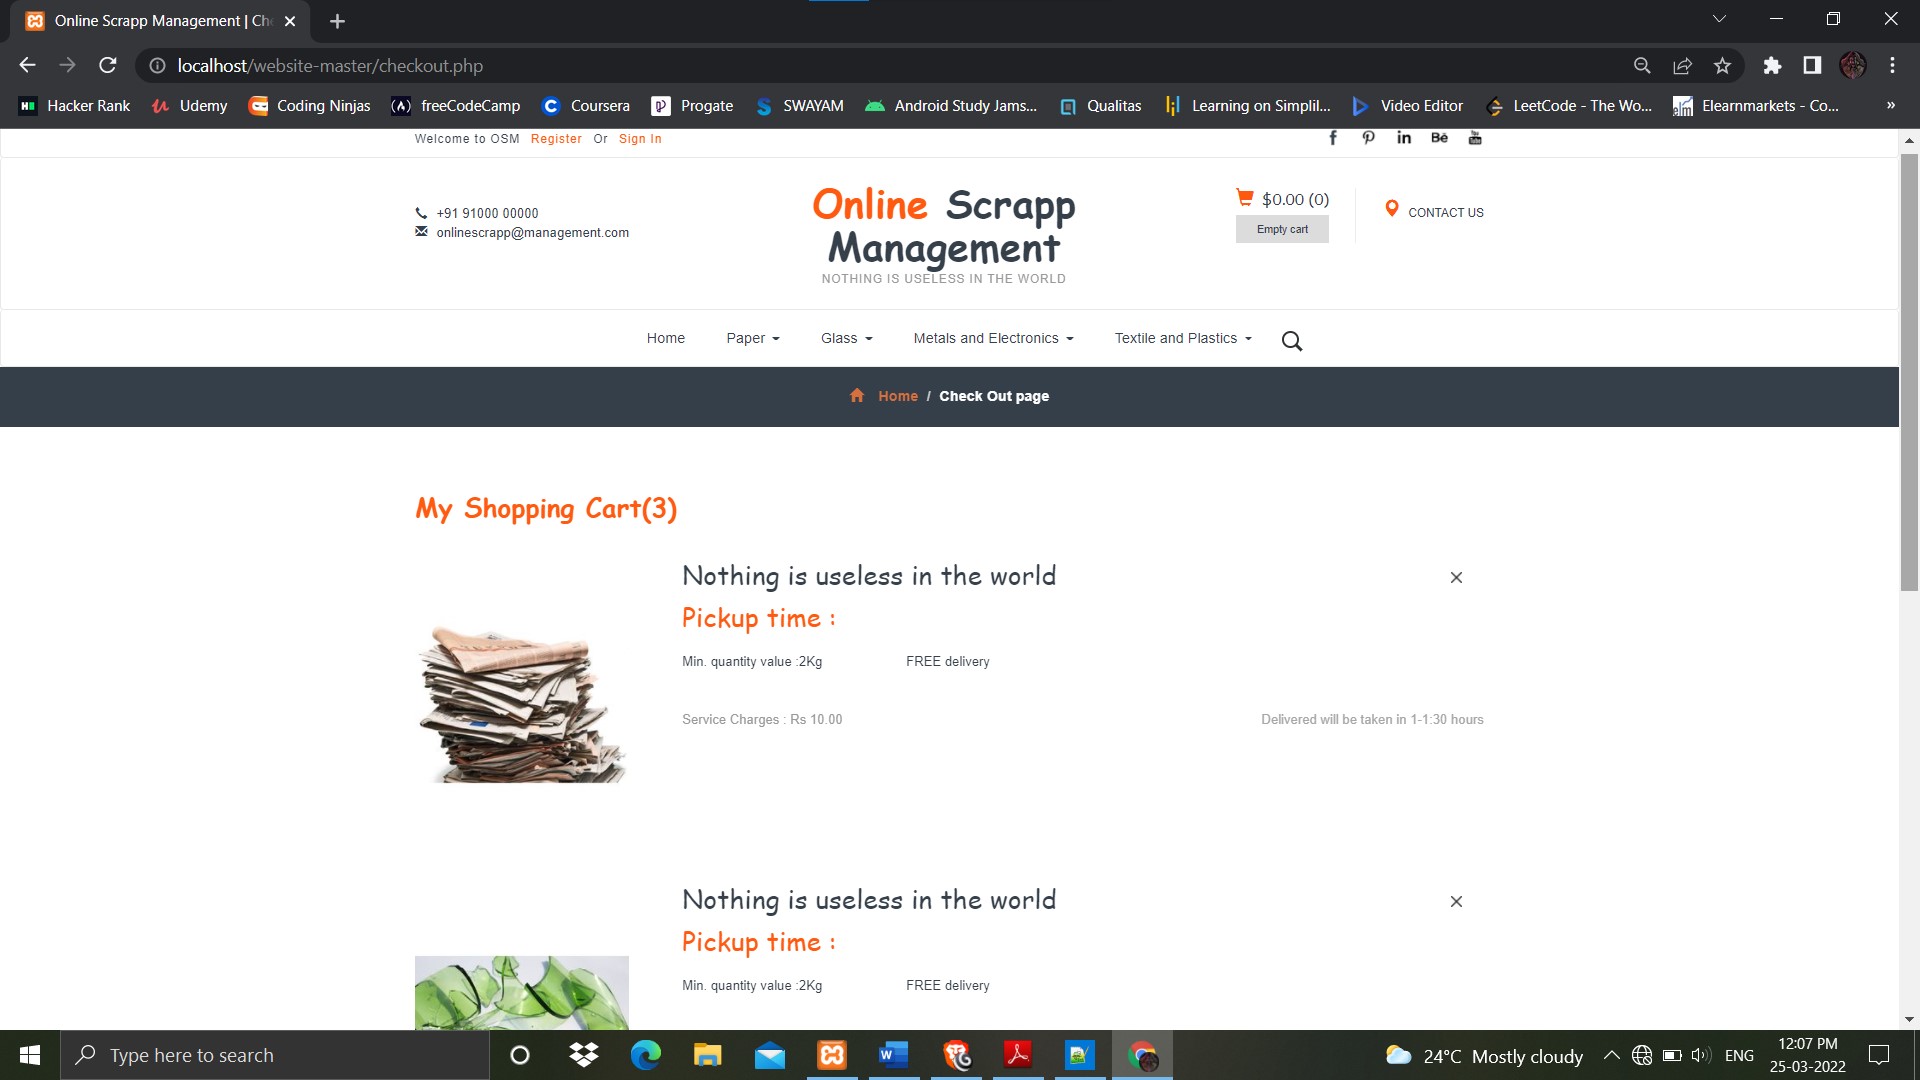 Online Scrapp Management | Che
localhost/website-master/checkout.php
Hacker Rank Udemy Coding Ninjas freeCodeCamp Coursera Progate SWAYAM Android Study Jams... Qualitas Learning on Simplil... Video Editor LeetCode - The Wo... Elearnmarkets - Co... »
Welcome to OSM Register Or Sign In
+91 91000 00000
onlinescrapp@management.com
Online Scrapp
Management
NOTHING IS USELESS IN THE WORLD
$0.00 (0)
Empty cart
CONTACT US
Home Paper Glass Metals and Electronics Textile and Plastics
Home / Check Out page
My Shopping Cart(3)
Nothing is useless in the world
Pickup time :
Min. quantity value :2Kg FREE delivery
Service Charges : Rs 10.00 Delivered will be taken in 1-1:30 hours
Nothing is useless in the world
Pickup time :
Min. quantity value :2Kg FREE delivery
Type here to search
24°C Mostly cloudy
ENG
12:07 PM
25-03-2022